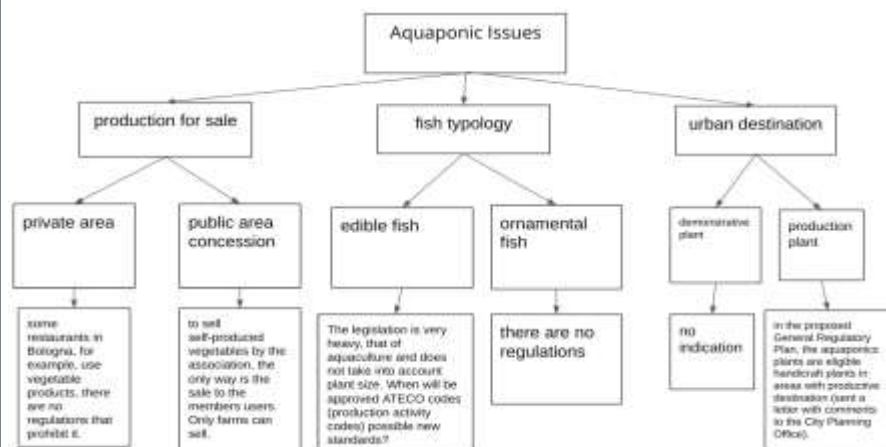 Aquaponic Issues
production for sale
fish typology
urban destination
private area
public area
concession
edible fish
ornamental
fish
demonstrative
plant
production
plant
some
restaurants in
Bologna, for
example, use
vegetable
products, there
are no
regulations that
prohibit it.
to sell
self-produced
vegetables by the
association, the
only way is the
sale to the
members users.
Only farms can
sell.
The legislation is very
heavy, that of
aquaculture and does
not take into account
plant size. When will be
approved ATECO codes
(production activity
codes) possible new
standards?
there are no
regulations
no
indication
in the proposed
General Regulatory
Plan, the aquaponics
plants are eligible
handicraft plants in
areas with productive
destination (sent a
letter with comments
to the City Planning
Office).